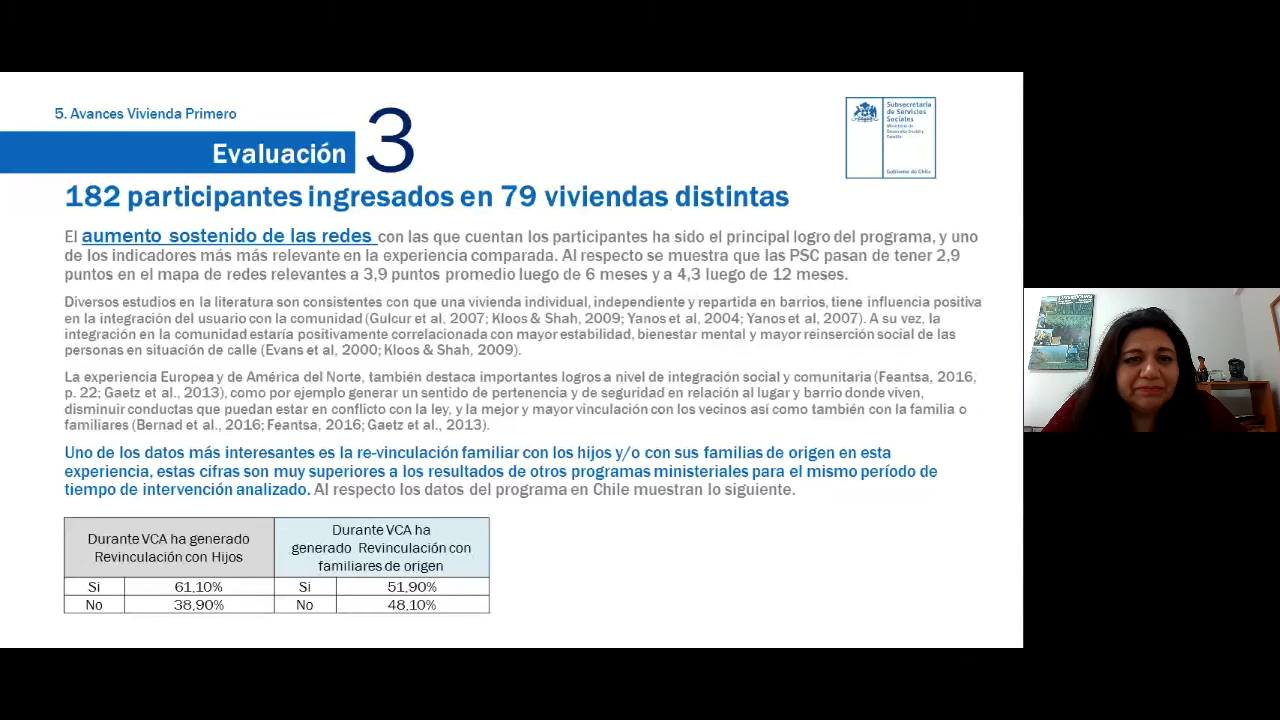 5. Avances Vivienda Primero
Evaluación
3
Subsecretaría
de Servicios
Sociales
Ministerio de
Desarrollo Social y
Familia
Gobierno de Chile
182 participantes ingresados en 79 viviendas distintas
El aumento sostenido de las redes con las que cuentan los participantes ha sido el principal logro del programa, y uno
de los indicadores más más relevante en la experiencia comparada. Al respecto se muestra que las PSC pasan de tener 2,9
puntos en el mapa de redes relevantes a 3,9 puntos promedio luego de 6 meses y a 4,3 luego de 12 meses.
Diversos estudios en la literatura son consistentes con que una vivienda individual, independiente y repartida en barrios, tiene influencia positiva
en la integración del usuario con la comunidad (Gulcur et al, 2007; Kloos & Shah, 2009; Yanos et al, 2004; Yanos et al, 2007). A su vez, la
integración en la comunidad estaría positivamente correlacionada con mayor estabilidad, bienestar mental y mayor reinserción social de las
personas en situación de calle (Evans et al, 2000; Kloos & Shah, 2009).
La experiencia Europea y de América del Norte, también destaca importantes logros a nivel de integración social y comunitaria (Feantsa, 2016,
p. 22; Gaetz et al., 2013), como por ejemplo generar un sentido de pertenencia y de seguridad en relación al lugar y barrio donde viven,
disminuir conductas que puedan estar en conflicto con la ley, y la mejor y mayor vinculación con los vecinos así como también con la familia o
familiares (Bernad et al., 2016; Feantsa, 2016; Gaetz et al., 2013).
Uno de los datos más interesantes es la re-vinculación familiar con los hijos y/o con sus familias de origen en esta
experiencia, estas cifras son muy superiores a los resultados de otros programas ministeriales para el mismo período de
tiempo de intervención analizado. Al respecto los datos del programa en Chile muestran lo siguiente.
Durante VCA ha generado
Revinculación con Hijos
Durante VCA ha
generado Revinculación con
familiares de origen
Si 61,10% Si 51,90%
No 38,90% No 48,10%